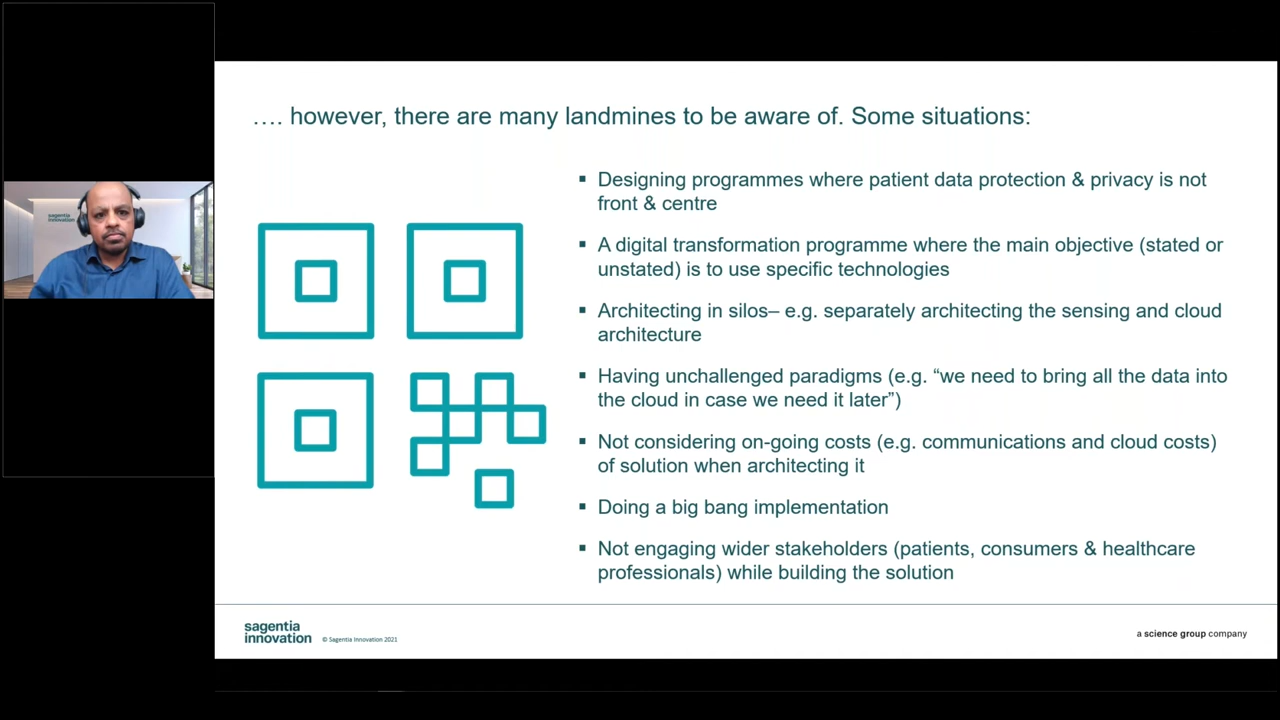 …. however, there are many landmines to be aware of. Some situations:
▪ Designing programmes where patient data protection & privacy is not
front & centre
▪ A digital transformation programme where the main objective (stated or
unstated) is to use specific technologies
▪ Architecting in silos– e.g. separately architecting the sensing and cloud
architecture
▪ Having unchallenged paradigms (e.g. “we need to bring all the data into
the cloud in case we need it later”)
▪ Not considering on-going costs (e.g. communications and cloud costs)
of solution when architecting it
▪ Doing a big bang implementation
▪ Not engaging wider stakeholders (patients, consumers & healthcare
professionals) while building the solution
sagentia
innovation
sagentia
innovation
© Sagentia Innovation 2021
a science group company